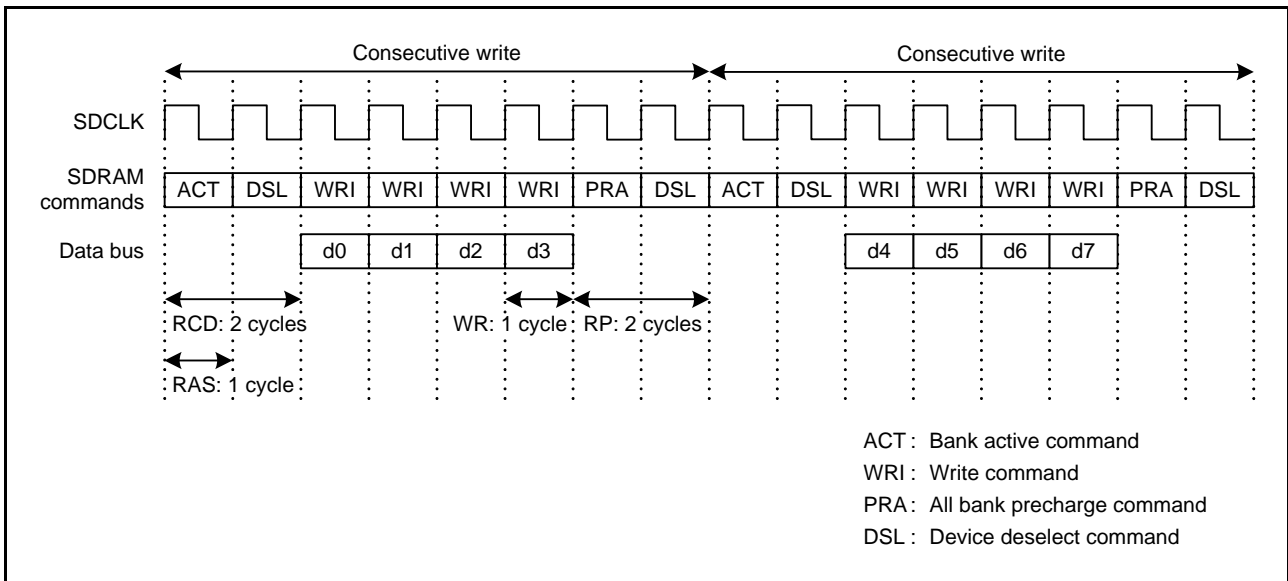 Consecutive write Consecutive write
SDCLK
SDRAM
commands
ACT DSL WRI WRI WRI WRI PRA DSL ACT DSL WRI WRI WRI WRI PRA DSL
Data bus d0 d1 d2 d3 d4 d5 d6 d7
RCD: 2 cycles WR: 1 cycle RP: 2 cycles
RAS: 1 cycle
ACT : Bank active command
WRI : Write command
PRA : All bank precharge command
DSL : Device deselect command